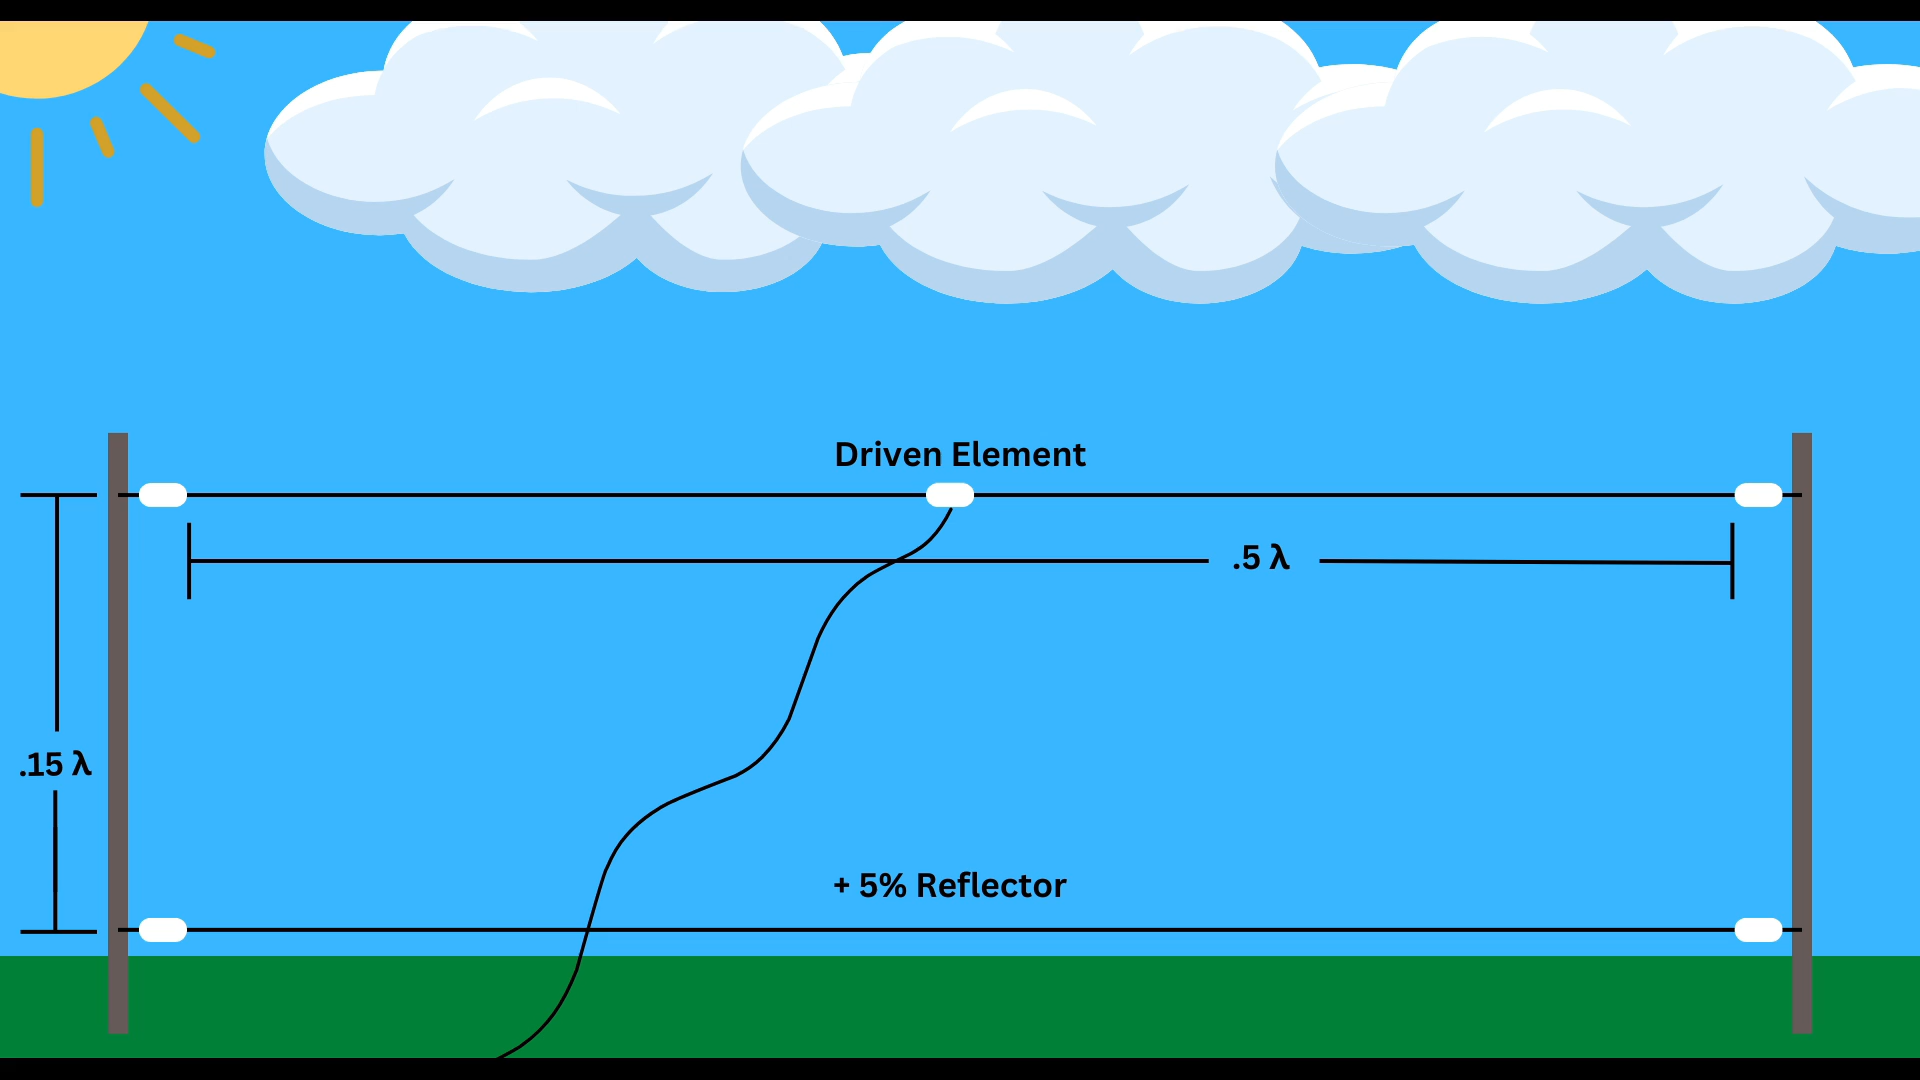 Driven Element
.5 λ
.15 λ
+ 5% Reflector